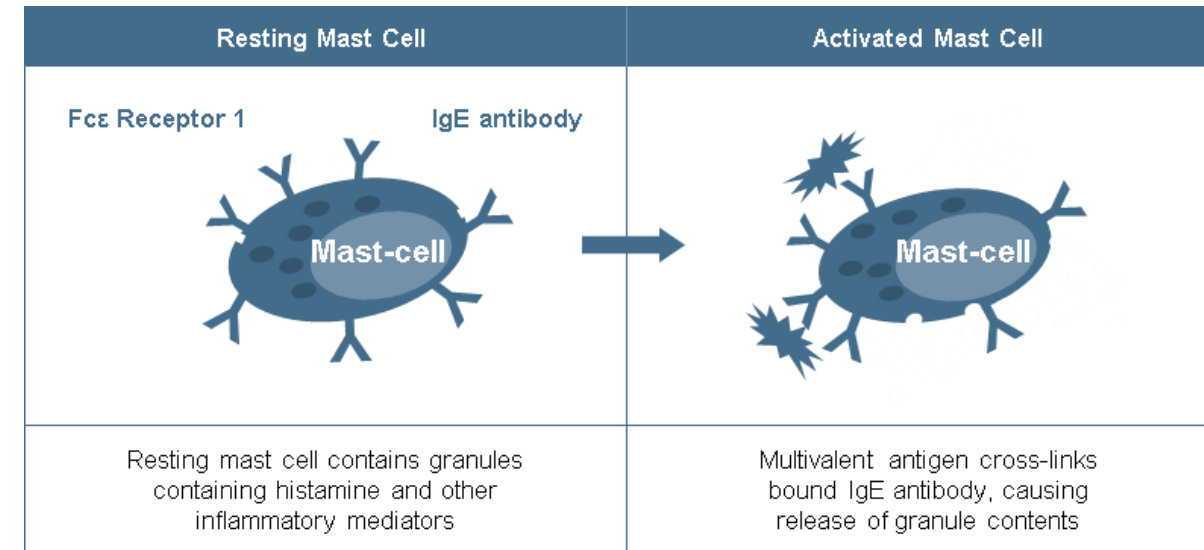 Resting Mast Cell
Activated Mast Cell
Fcε Receptor 1
IgE antibody
Mast-cell
Mast-cell
Resting mast cell contains granules
containing histamine and other
inflammatory mediators
Multivalent antigen cross-links
bound IgE antibody, causing
release of granule contents